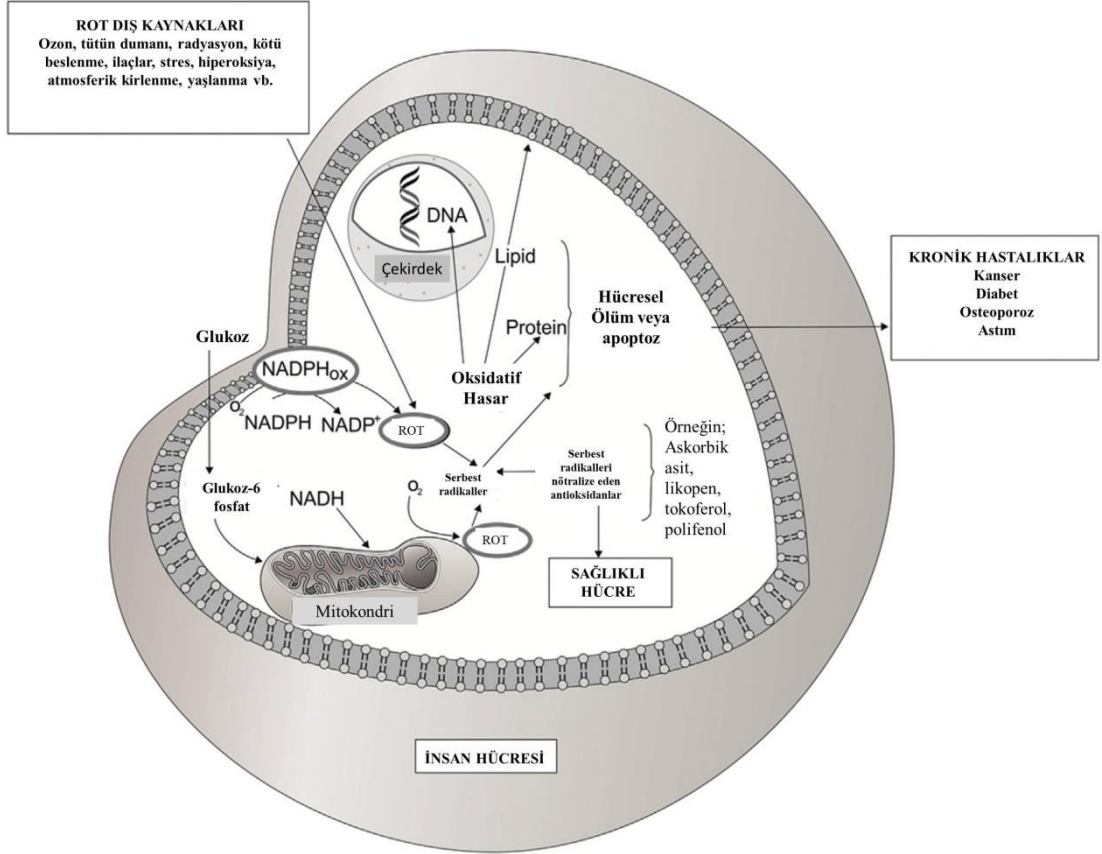 ROT DIŞ KAYNAKLARI
Ozon, tütün dumanı, radyasyon, kötü
beslenme, ilaçlar, stres, hiperoksiya,
atmosferik kirlenme, yaşlanma vb.
DNA
Çekirdek
Lipid
Protein
Hücresel
Ölüm veya
apoptoz
KRONİK HASTALIKLAR
Kanser
Diabet
Osteoporoz
Astım
Glukoz
NADPHOX
O2
NADPH
NADP+
ROT
Oksidatif
Hasar
Serbest
radikaller
Serbest
radikalleri
nötralize eden
antioksidanlar
Örneğin;
Askorbik
asit,
likopen,
tokoferol,
polifenol
Glukoz-6
fosfat
NADH
O2
ROT
Mitokondri
SAĞLIKLI
HÜCRE
İNSAN HÜCRESİ